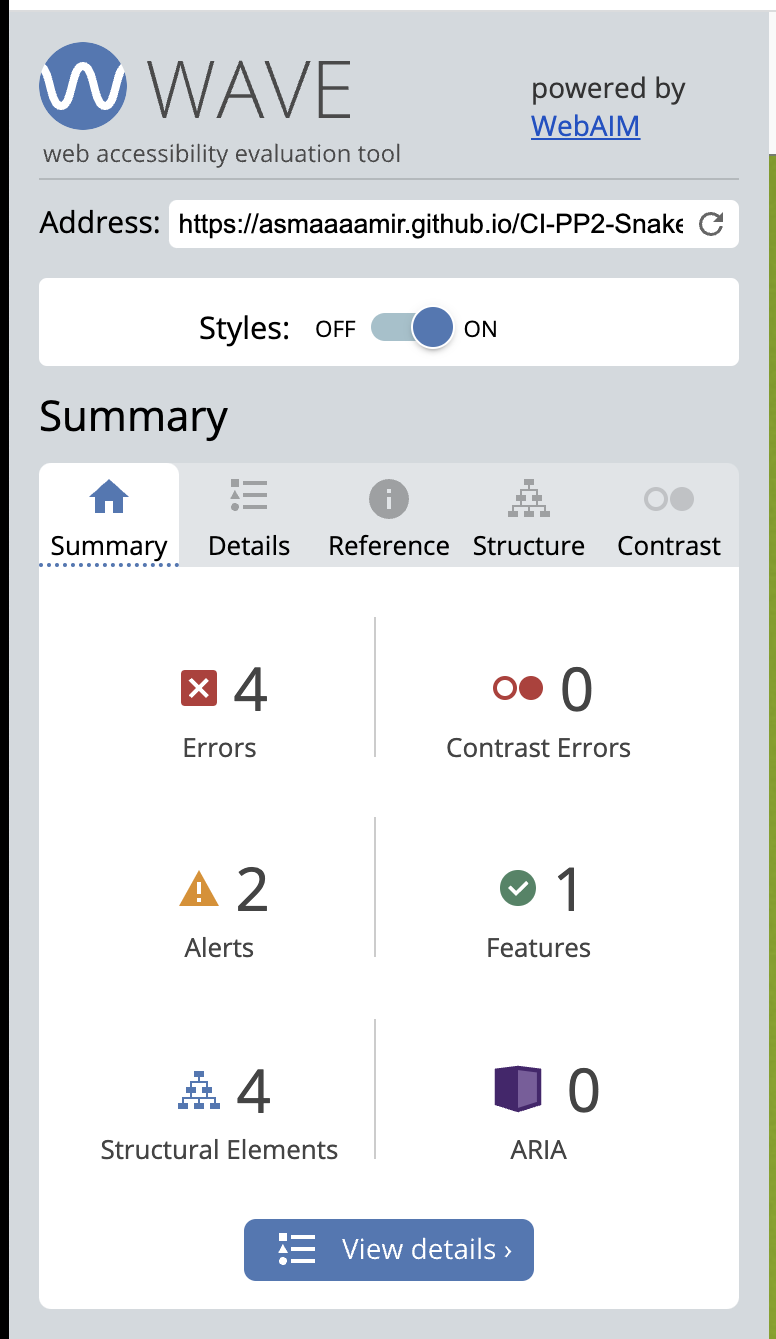 WAVE
web accessibility evaluation tool
powered by
WebAIM
Address: https://asmaaaamir.github.io/CI-PP2-Snake
Styles: OFF ON
Summary
Summary Details Reference Structure Contrast
4
Errors
0
Contrast Errors
2
Alerts
1
Features
4
Structural Elements
0
ARIA
View details ›